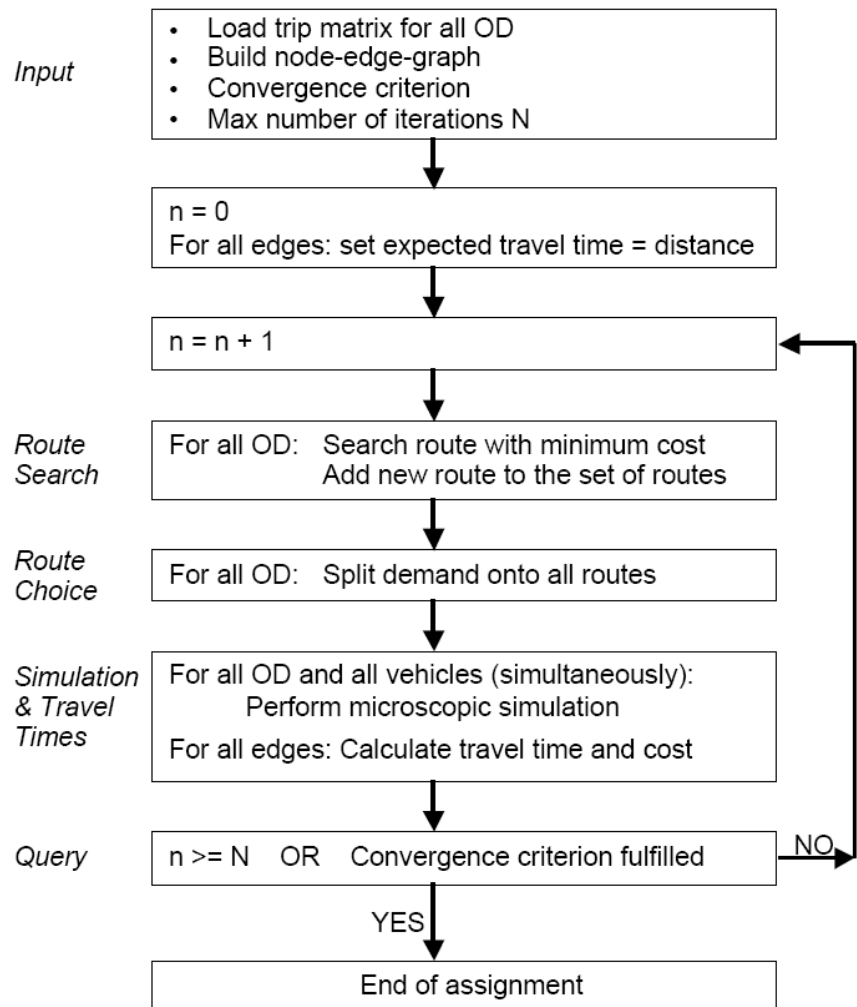 Input
• Load trip matrix for all OD
• Build node-edge-graph
• Convergence criterion
• Max number of iterations N
n = 0
For all edges: set expected travel time = distance
n = n + 1
Route
Search
For all OD: Search route with minimum cost
Add new route to the set of routes
Route
Choice
For all OD: Split demand onto all routes
Simulation
& Travel
Times
For all OD and all vehicles (simultaneously):
Perform microscopic simulation
For all edges: Calculate travel time and cost
Query
n >= N OR Convergence criterion fulfilled
NO
YES
End of assignment